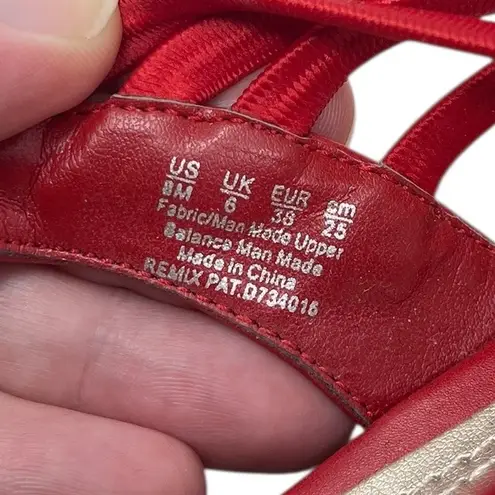 US UK EUR cm
8M 6 38 25
Fabric/Man Made Upper
Balance Man Made
Made in China
REMIX PAT.D734016